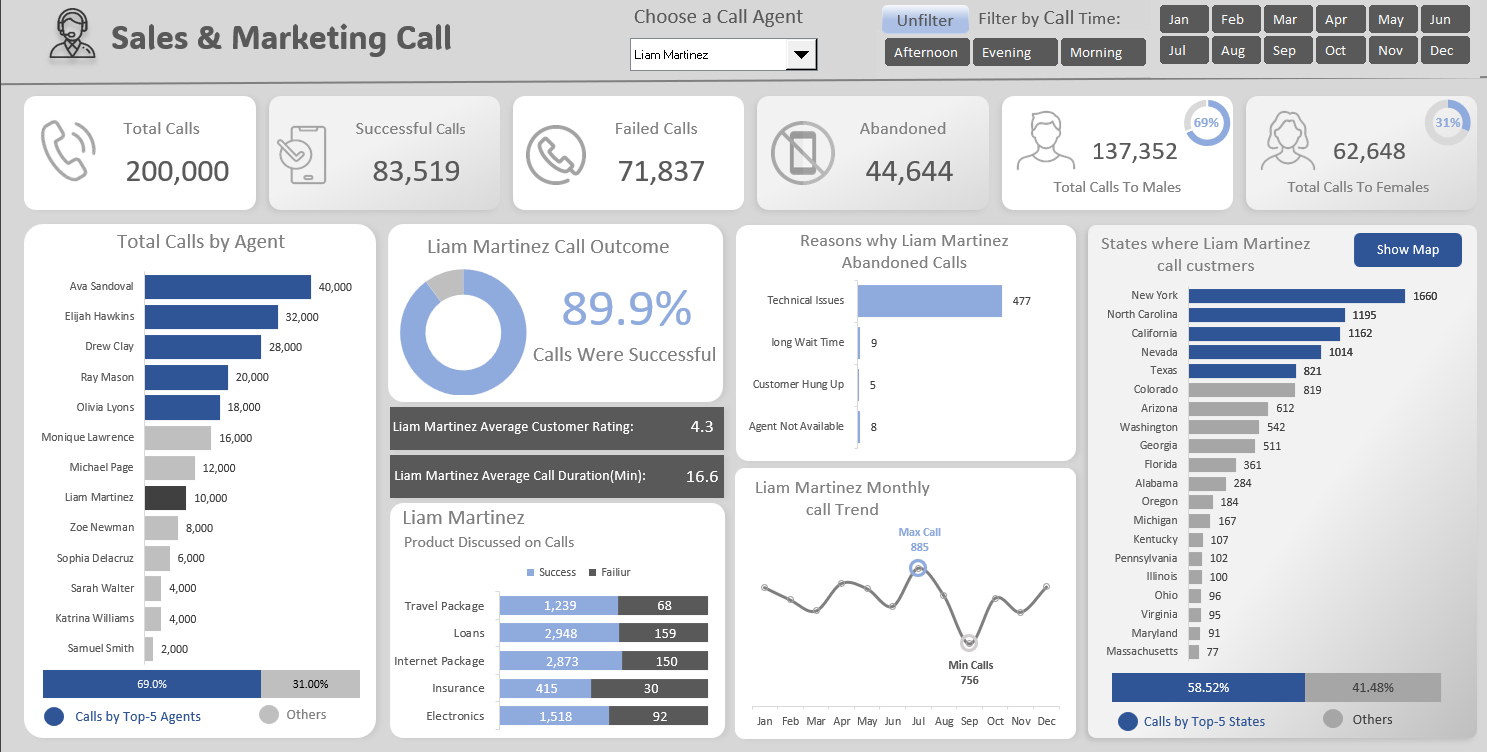 Sales & Marketing Call
Choose a Call Agent
Liam Martinez
Unfilter
Filter by Call Time:
Afternoon
Evening
Morning
Jan
Feb
Mar
Apr
May
Jun
Jul
Aug
Sep
Oct
Nov
Dec
Total Calls
200,000
Successful Calls
83,519
Failed Calls
71,837
Abandoned
44,644
69%
137,352
Total Calls To Males
31%
62,648
Total Calls To Females
Total Calls by Agent
Ava Sandoval 40,000
Elijah Hawkins 32,000
Drew Clay 28,000
Ray Mason 20,000
Olivia Lyons 18,000
Monique Lawrence 16,000
Michael Page 12,000
Liam Martinez 10,000
Zoe Newman 8,000
Sophia Delacruz 6,000
Sarah Walter 4,000
Katrina Williams 4,000
Samuel Smith 2,000
69.0% 31.00%
Calls by Top-5 Agents Others
Liam Martinez Call Outcome
89.9%
Calls Were Successful
Liam Martinez Average Customer Rating: 4.3
Liam Martinez Average Call Duration(Min): 16.6
Liam Martinez
Product Discussed on Calls
Success Failiur
Travel Package 1,239 68
Loans 2,948 159
Internet Package 2,873 150
Insurance 415 30
Electronics 1,518 92
Reasons why Liam Martinez
Abandoned Calls
Technical Issues 477
long Wait Time 9
Customer Hung Up 5
Agent Not Available 8
Liam Martinez Monthly
call Trend
Max Call
885
Min Calls
756
Jan Feb Mar Apr May Jun Jul Aug Sep Oct Nov Dec
States where Liam Martinez
call custmers
Show Map
New York 1660
North Carolina 1195
California 1162
Nevada 1014
Texas 821
Colorado 819
Arizona 612
Washington 542
Georgia 511
Florida 361
Alabama 284
Oregon 184
Michigan 167
Kentucky 107
Pennsylvania 102
Illinois 100
Ohio 96
Virginia 95
Maryland 91
Massachusetts 77
58.52% 41.48%
Calls by Top-5 States Others